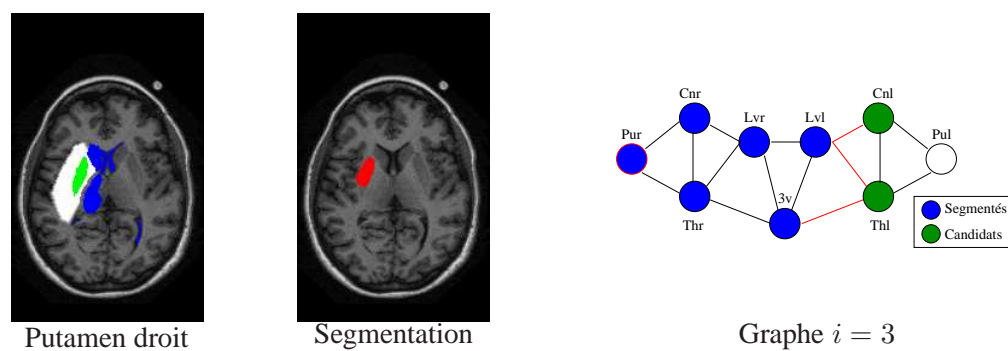 Cnr
Lvr
Lvl
Cnl
Pur
Pul
3v
Thr
Thl
Segmentés
Candidats
Putamen droit
Segmentation
Graphe i = 3